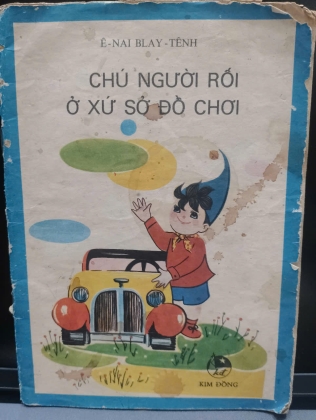 Ê-NAI BLAY-TÊNH
CHÚ NGƯỜI RỐI
Ở XỨ SỞ ĐỒ CHƠI
KIM ĐỒNG